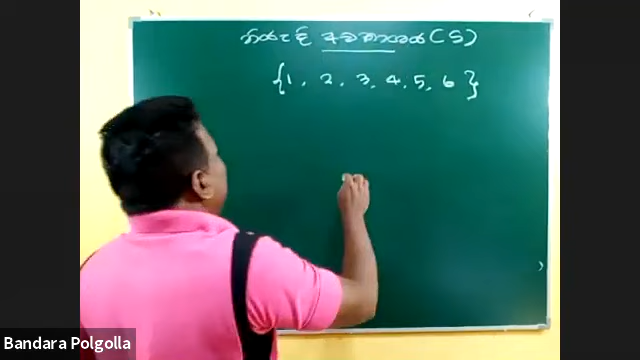 නියැදි අවකාශය (S)
{1, 2, 3, 4, 5, 6}
Bandara Polgolla